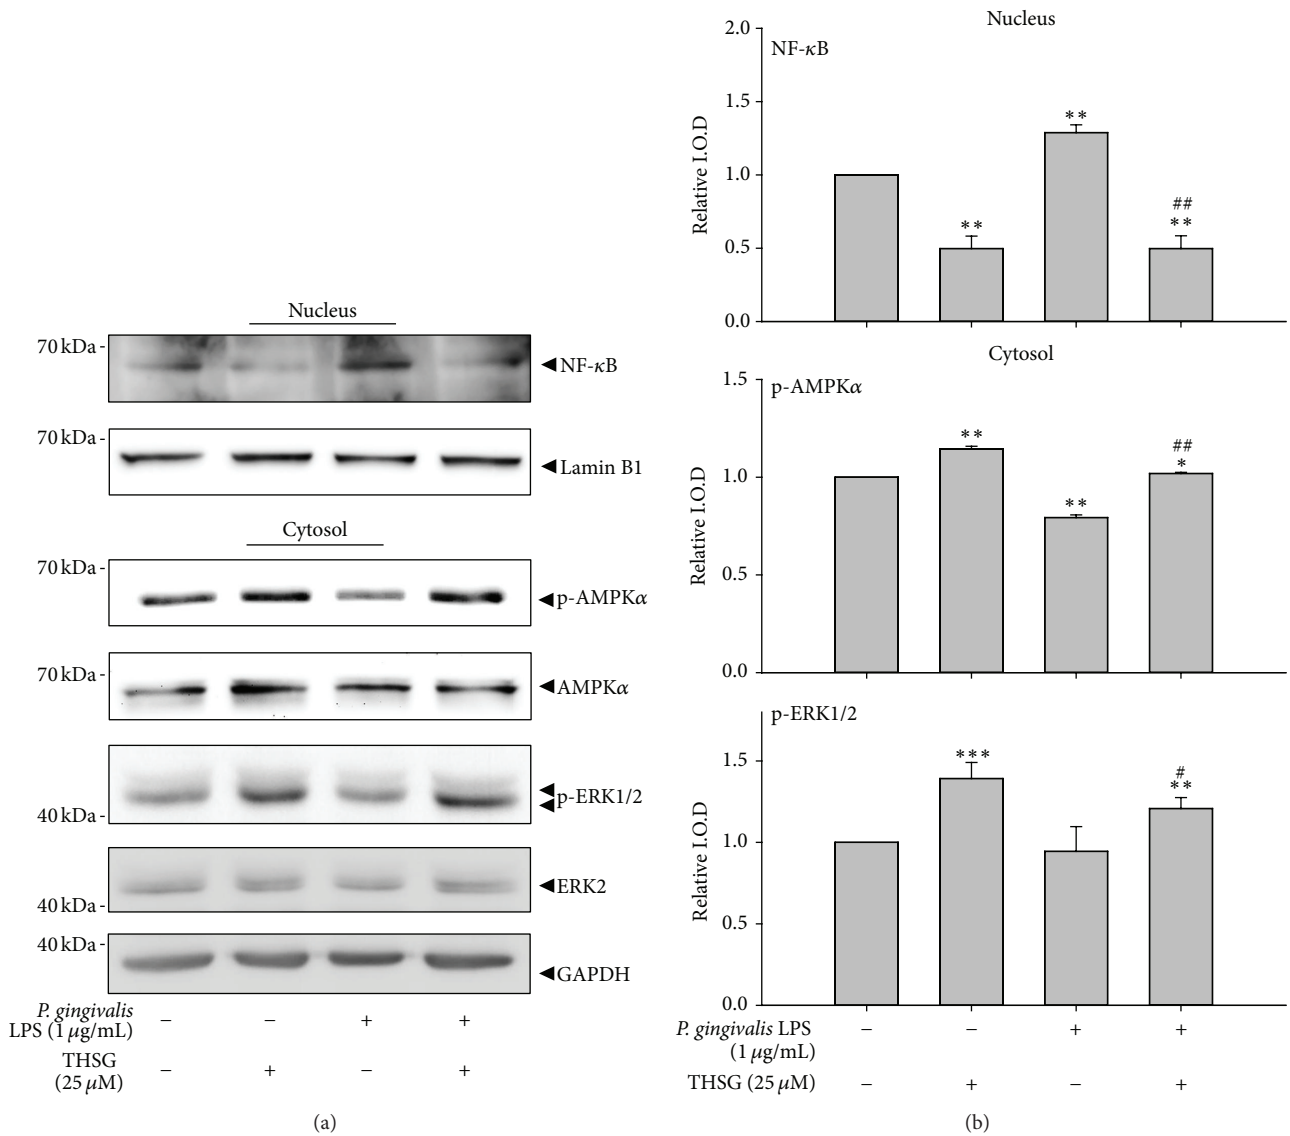 Nucleus
70 kDa-
NF-κB
70 kDa-
Lamin B1
Cytosol
70 kDa-
p-AMPKα
70 kDa-
AMPKα
p-ERK1/2
40 kDa-
ERK2
40 kDa-
40 kDa-
GAPDH
P. gingivalis
LPS (1 μg/mL)
− − + +
THSG
(25 μM)
− + − +
(a)
Nucleus
NF-κB
2.0
1.5
1.0
0.5
0.0
Relative I.O.D
**
**
##
**
Cytosol
p-AMPKα
1.5
1.0
0.5
0.0
Relative I.O.D
**
**
##
*
p-ERK1/2
1.5
1.0
0.5
0.0
Relative I.O.D
***
#
**
P. gingivalis LPS
(1 μg/mL)
− − + +
THSG (25 μM)
− + − +
(b)